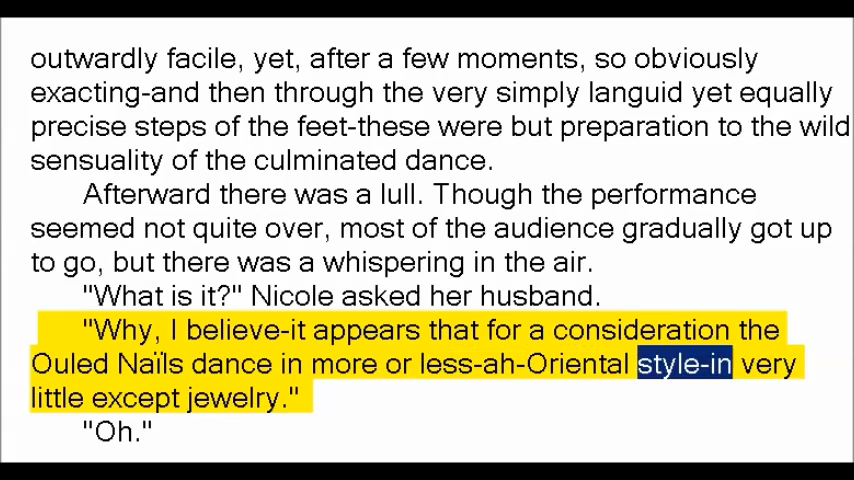 outwardly facile, yet, after a few moments, so obviously
exacting-and then through the very simply languid yet equally
precise steps of the feet-these were but preparation to the wild
sensuality of the culminated dance.
Afterward there was a lull. Though the performance
seemed not quite over, most of the audience gradually got up
to go, but there was a whispering in the air.
"What is it?" Nicole asked her husband.
"Why, I believe-it appears that for a consideration the
Ouled Naïls dance in more or less-ah-Oriental style-in very
little except jewelry."
"Oh."